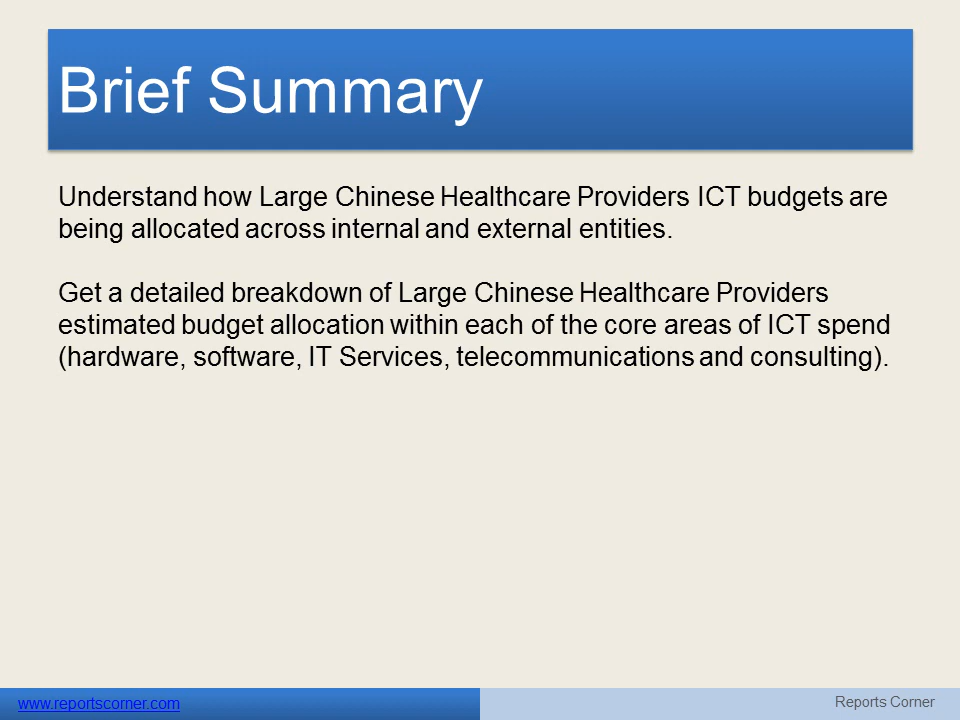 Brief Summary
Understand how Large Chinese Healthcare Providers ICT budgets are
being allocated across internal and external entities.
Get a detailed breakdown of Large Chinese Healthcare Providers
estimated budget allocation within each of the core areas of ICT spend
(hardware, software, IT Services, telecommunications and consulting).
www.reportscorner.com
Reports Corner